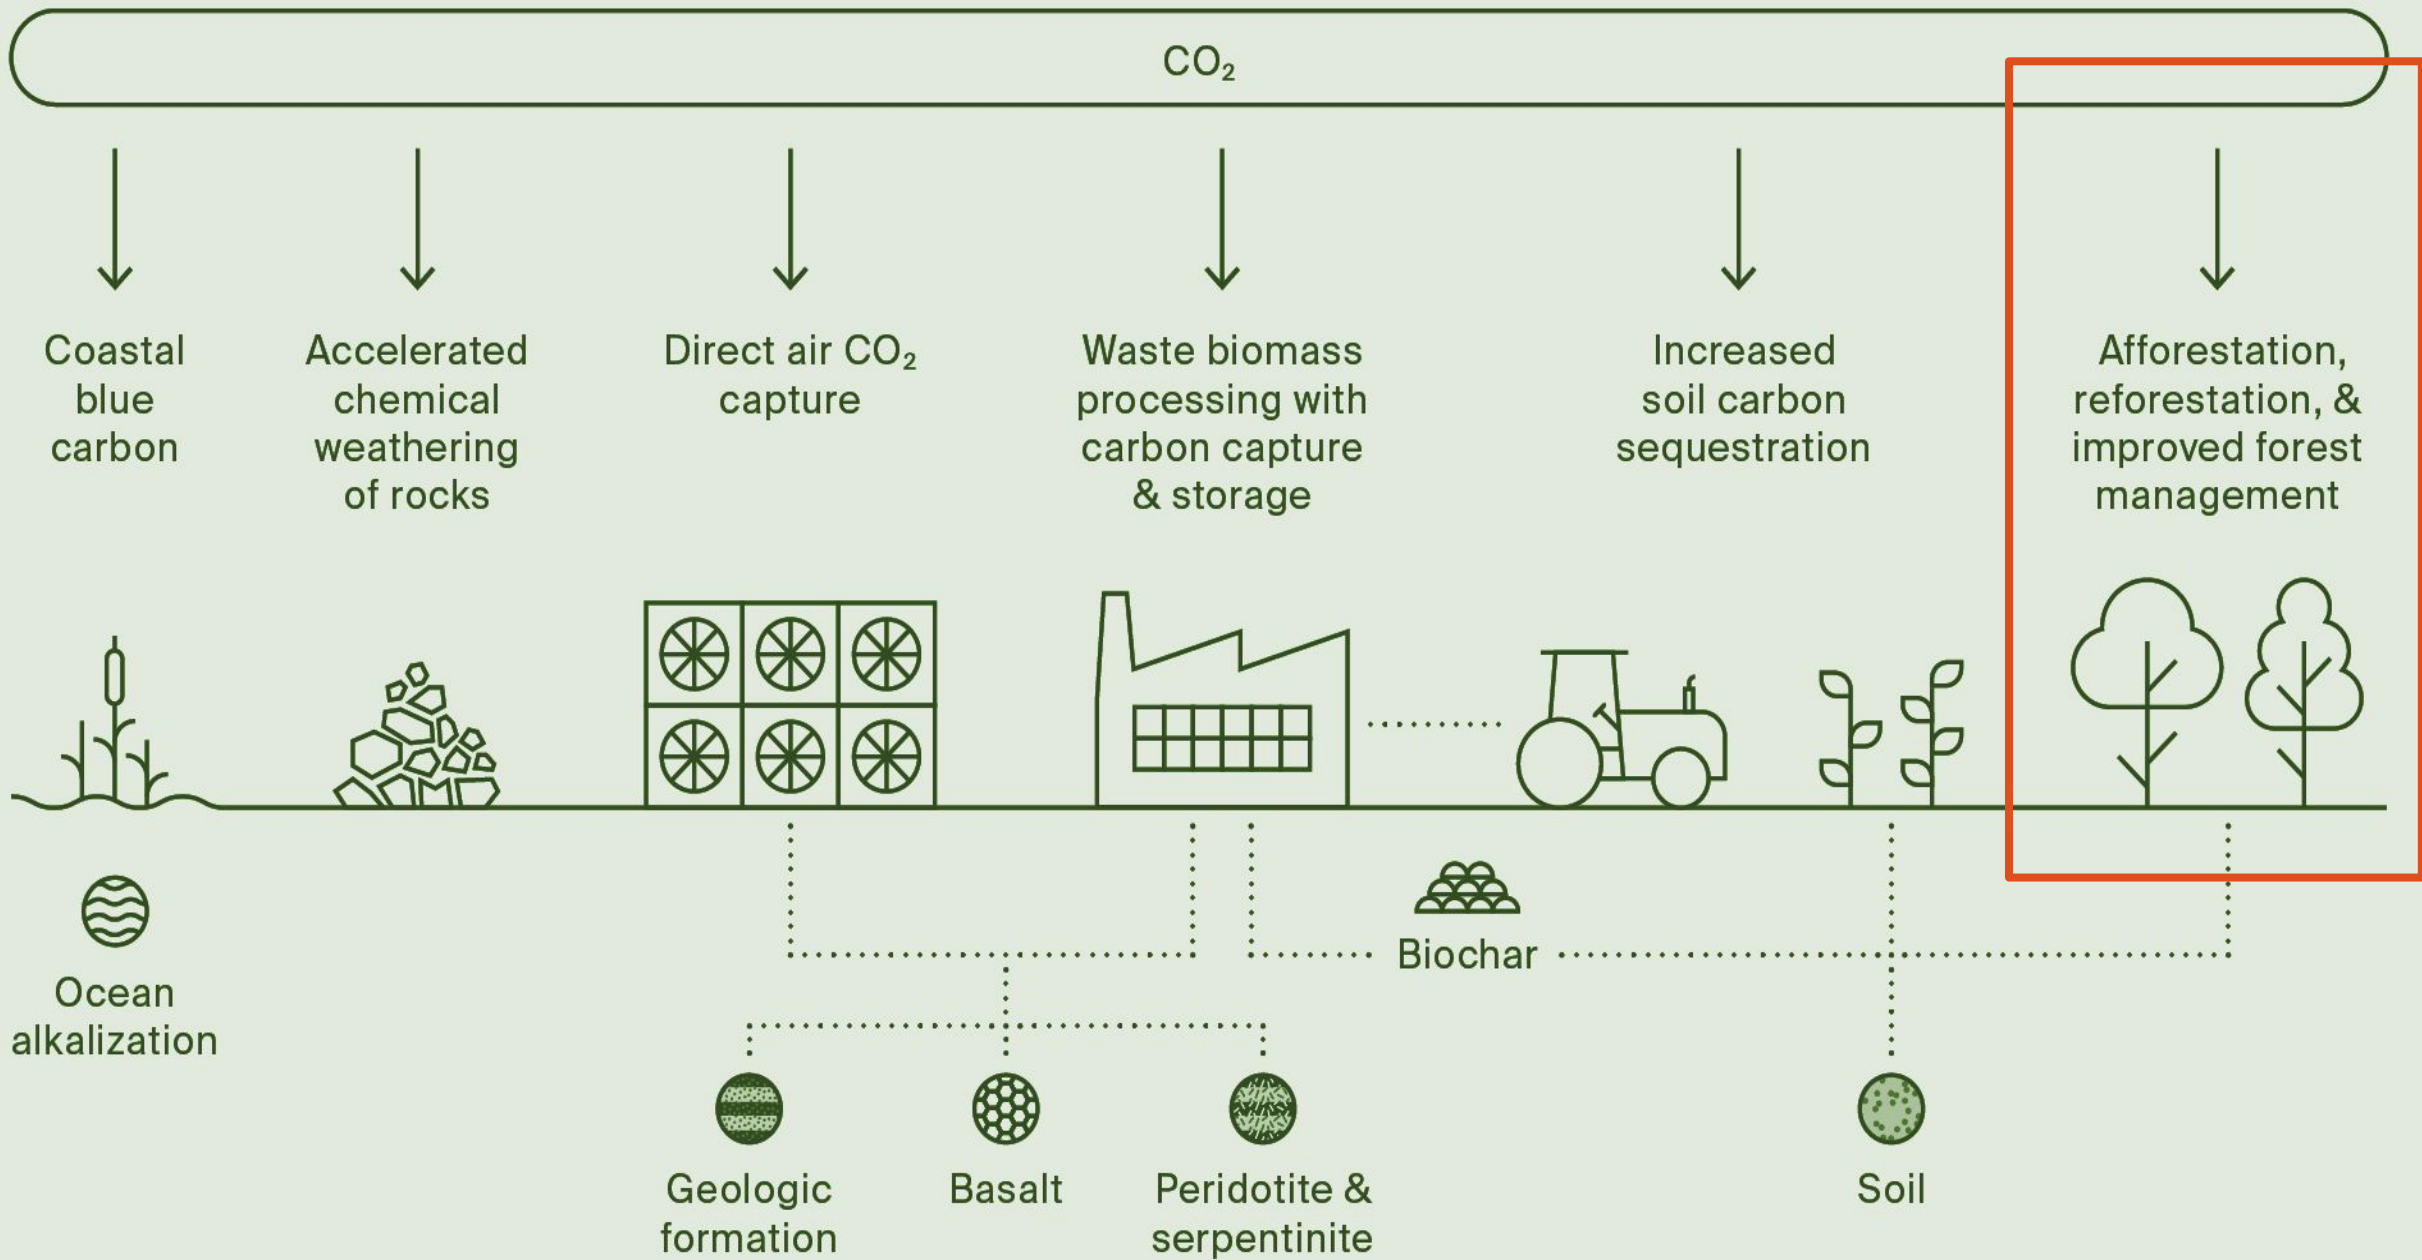 CO₂
Coastal
blue
carbon
Accelerated
chemical
weathering
of rocks
Direct air CO₂
capture
Waste biomass
processing with
carbon capture
& storage
Increased
soil carbon
sequestration
Afforestation,
reforestation, &
improved forest
management
Ocean
alkalization
Biochar
Geologic
formation
Basalt
Peridotite &
serpentinite
Soil